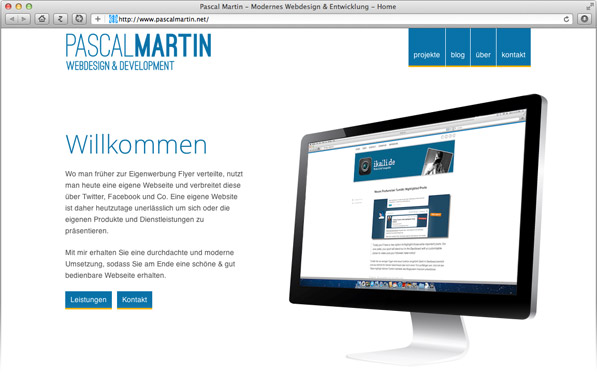 Pascal Martin – Modernes Webdesign & Entwicklung – Home
http://www.pascalmartin.net/
PASCALMARTIN
WEBDESIGN & DEVELOPMENT
projekte
blog
über
kontakt
Willkommen
Wo man früher zur Eigenwerbung Flyer verteilte, nutzt
man heute eine eigene Webseite und verbreitet diese
über Twitter, Facebook und Co. Eine eigene Website
ist daher heutzutage unerlässlich um sich oder die
eigenen Produkte und Dienstleistungen zu
präsentieren.
Mit mir erhalten Sie eine durchdachte und moderne
Umsetzung, sodass Sie am Ende eine schöne & gut
bedienbare Webseite erhalten.
Leistungen
Kontakt
ikalli.de